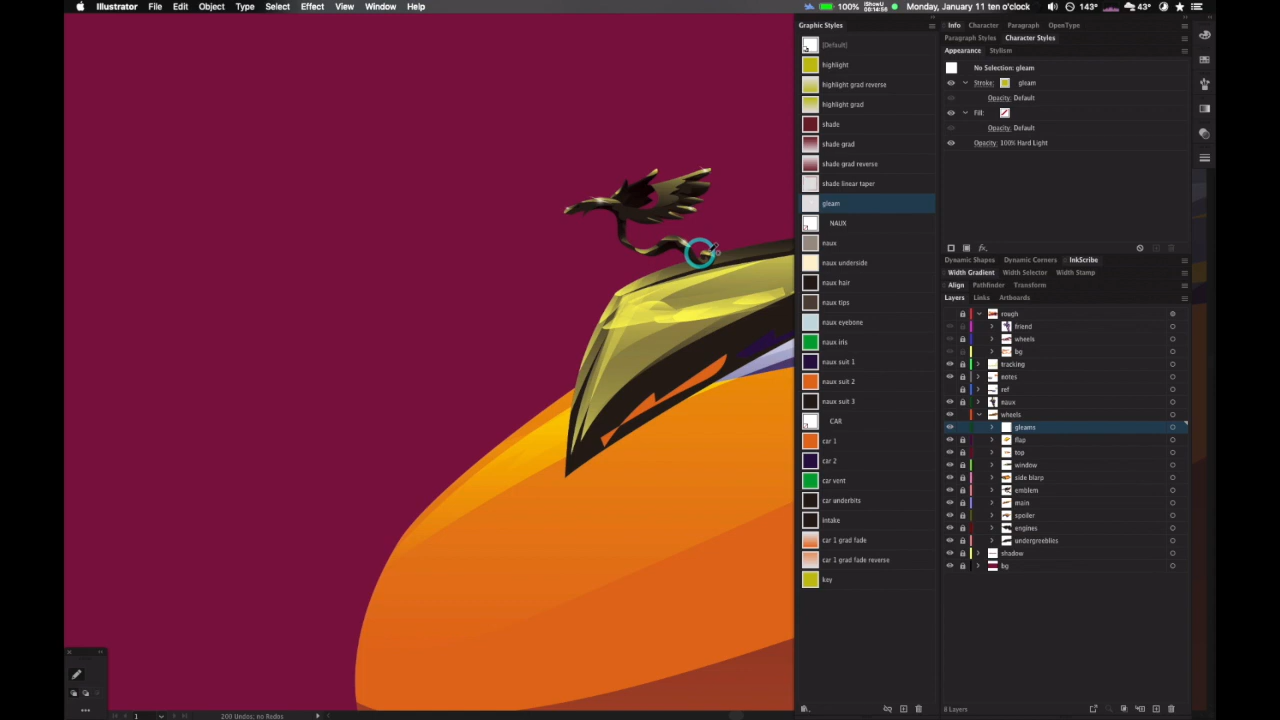 Illustrator File Edit Object Type Select Effect View Window Help
100% iShowU 00:14:56 Monday, January 11 ten o'clock 143° 43°
Graphic Styles
(Default)
highlight
highlight grad reverse
highlight grad
shade
shade grad
shade grad reverse
shade linear taper
gleam
NAUX
naux
naux underside
naux hair
naux tips
naux eyebone
naux iris
naux suit 1
naux suit 2
naux suit 3
CAR
car 1
car 2
car vent
car underbits
intake
car 1 grad fade
car 1 grad fade reverse
key
Info Character Paragraph OpenType
Paragraph Styles Character Styles
Appearance Stylism
No Selection: gleam
Stroke: gleam
Opacity: Default
Fill:
Opacity: Default
Opacity: 100% Hard Light
fx
Dynamic Shapes Dynamic Corners InkScribe
Width Gradient Width Selector Width Stamp
Align Pathfinder Transform
Layers Links Artboards
rough
friend
wheels
bg
tracking
notes
ref
naux
wheels
gleams
flap
top
window
side blarp
emblem
main
spoiler
engines
undergreeblies
shadow
bg
8 Layers
1
200 Undos; no Redos